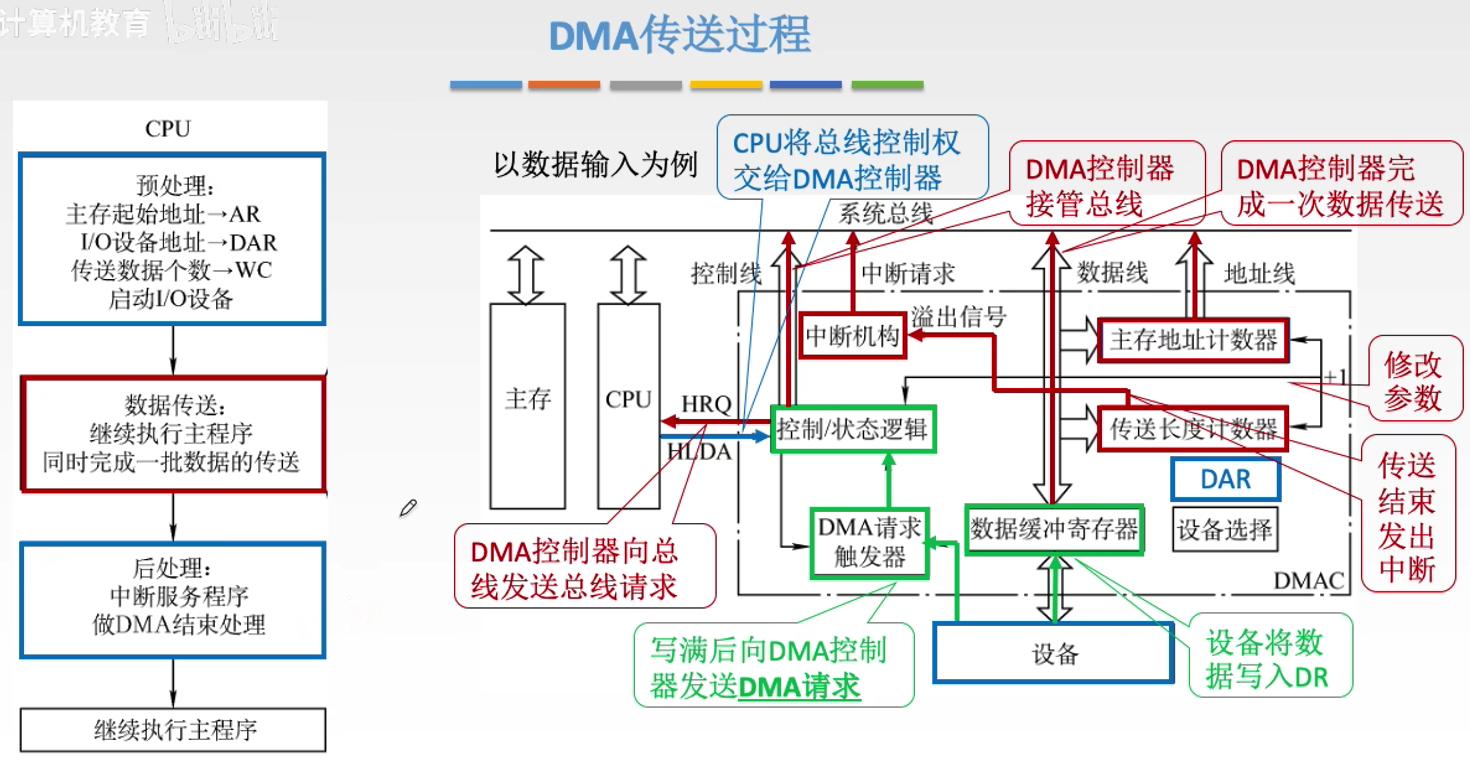 计算机教育 bilibili
DMA传送过程
CPU
预处理：
主存起始地址→AR
I/O设备地址→DAR
传送数据个数→WC
启动I/O设备
数据传送：
继续执行主程序
同时完成一批数据的传送
后处理：
中断服务程序
做DMA结束处理
继续执行主程序
以数据输入为例
CPU将总线控制权
交给DMA控制器
DMA控制器
接管总线
DMA控制器完
成一次数据传送
系统总线
控制线
中断请求
数据线
地址线
主存
CPU
HRQ
HLDA
中断机构
溢出信号
主存地址计数器
+1
修改
参数
控制/状态逻辑
传送长度计数器
DAR
设备选择
传送
结束
发出
中断
DMA请求
触发器
数据缓冲寄存器
DMAC
DMA控制器向总
线发送总线请求
写满后向DMA控制
器发送DMA请求
设备
设备将数
据写入DR